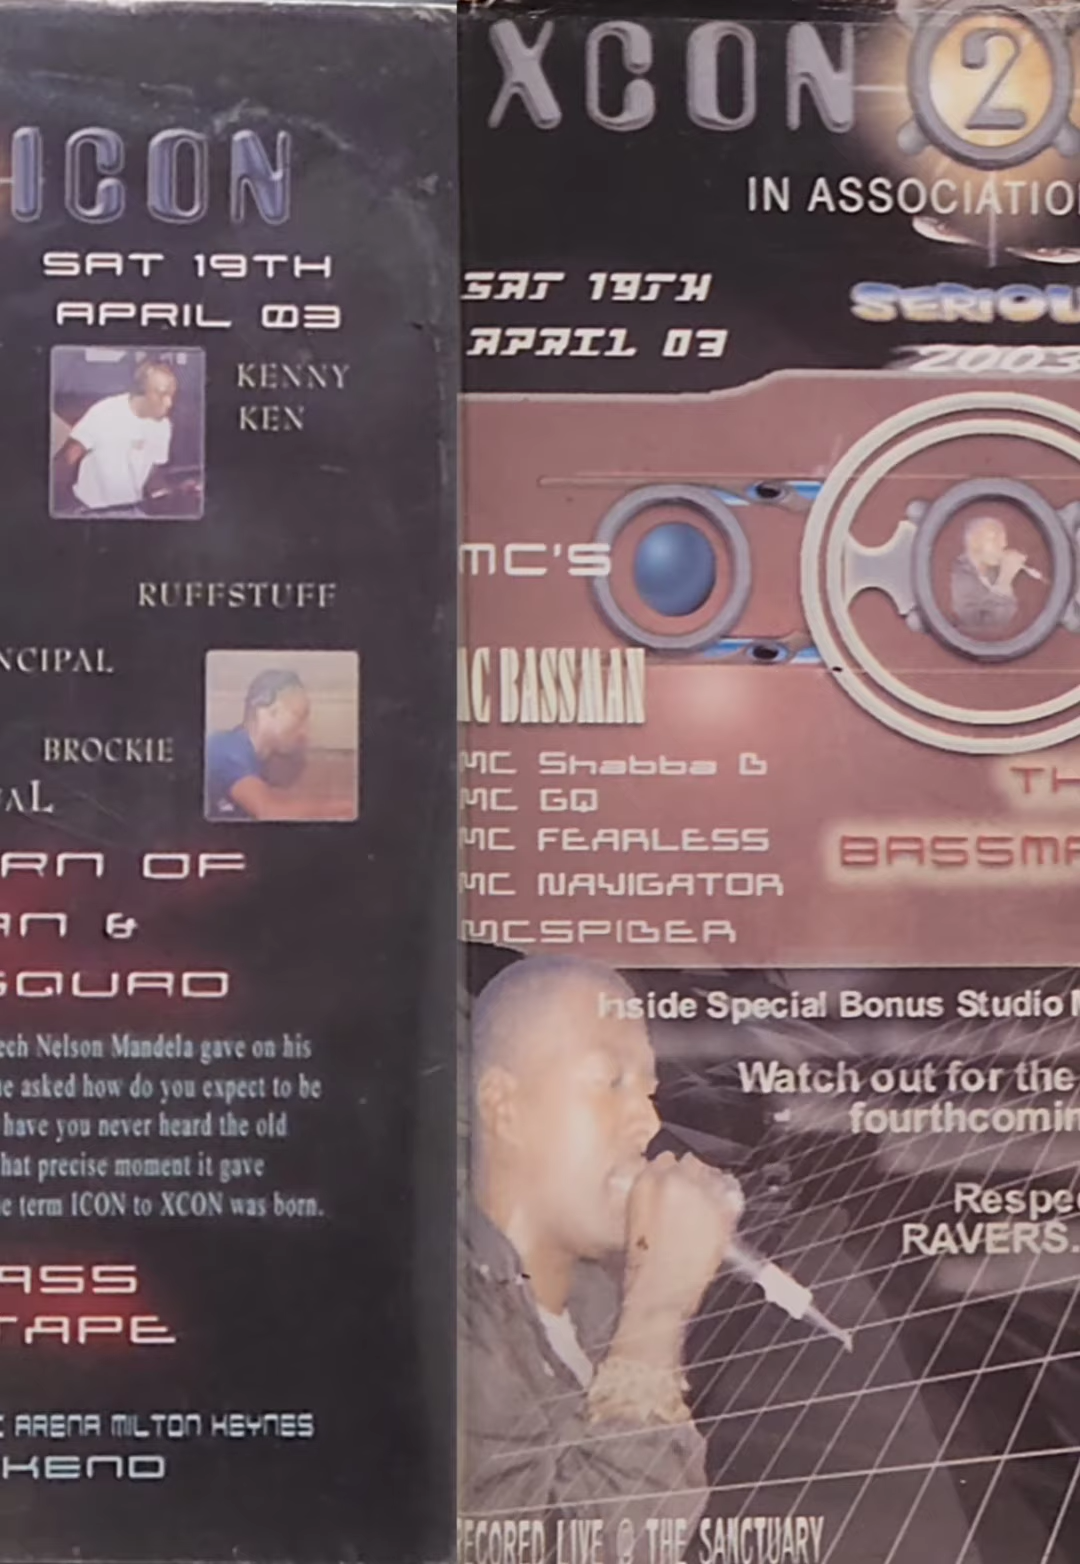 ICON
SAT 19TH
APRIL 03
KENNY
KEN
RUFFSTUFF
NCIPAL
BROCKIE
AL
RN OF
AN &
SQUAD
ech Nelson Mandela gave on his
e asked how do you expect to be
have you never heard the old
hat precise moment it gave
e term ICON to XCON was born.
ASS
TAPE
ARENA MILTON KEYNES
KEND
XCON 2
IN ASSOCIATIO
SAT 19TH
APRIL 03
SERIOU
2003
MC'S
MC BASSMAN
MC Shabba D
MC GQ
MC FEARLESS
MC NAVIGATOR
MC SPIDER
TH
BASSMA
Inside Special Bonus Studio M
Watch out for the
fourthcomin
Respec
RAVERS.
RECORED LIVE @ THE SANCTUARY